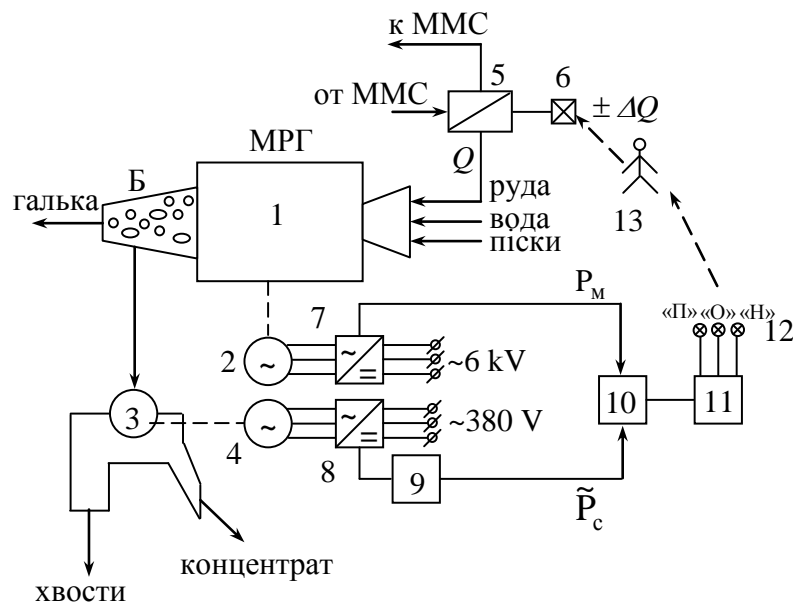 к ММС
5
6
от ММС
± ΔQ
МРГ
Q
Б
галька
1
руда
вода
піски
13
7
P_м
«П» «О» «Н» 12
2
~
~
=
~6 kV
3
4
~
~
=
~380 V
10
11
8
9
P̃_с
концентрат
хвости